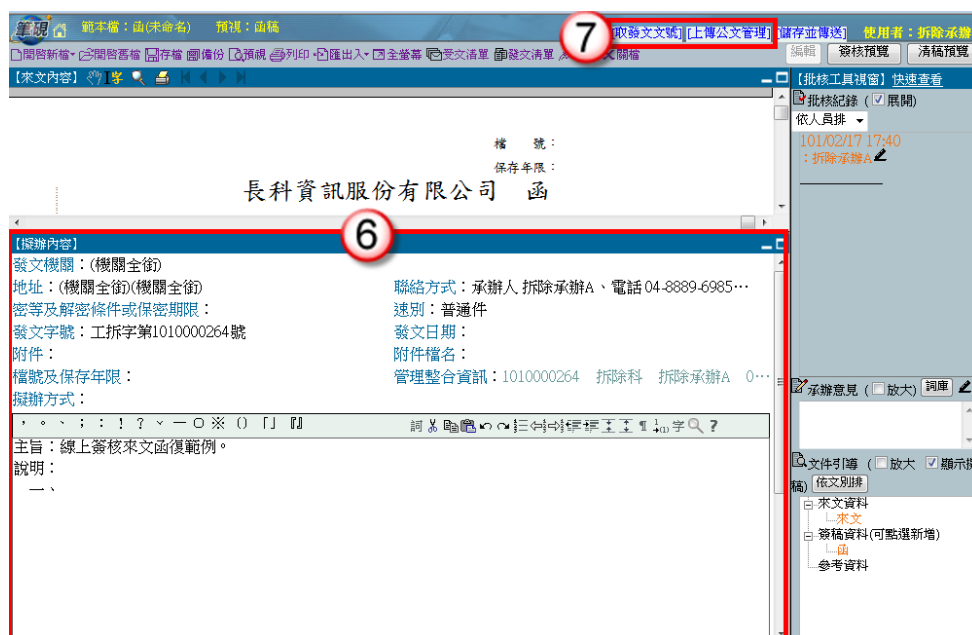 筆硯 範本檔：函(未命名) 預視：函稿 7 [取發文文號][上傳公文管理][儲存並傳送] 使用者：拆除承辦
開啟新檔 開啟舊檔 存檔 備份 預視 列印 匯出入 全螢幕 受文清單 發文清單 關檔 編輯 簽核預覽 清稿預覽
【來文內容】
【批核工具視窗】快速查看
批核紀錄 (展開)
依人員排
101/02/17 17:40
：拆除承辦A
檔 號：
保存年限：
長科資訊股份有限公司 函
6
【擬辦內容】
發文機關：(機關全銜)
地址：(機關全銜)(機關全銜) 聯絡方式：承辦人 拆除承辦A、電話 04-8889-6985…
密等及解密條件或保密期限： 速別：普通件
發文字號：工拆字第1010000264號 發文日期：
附件： 附件檔名：
檔號及保存年限： 管理整合資訊：1010000264 拆除科 拆除承辦A 0…
擬辦方式：
，。、；：！？ˇ－○※（）「」『』 詞 字 ?
主旨：線上簽核來文函復範例。
說明：
一、
承辦意見 (放大) 詞庫
文件引導 (放大 顯示擬
稿) 依文別排
來文資料
來文
簽稿資料(可點選新增)
函
參考資料